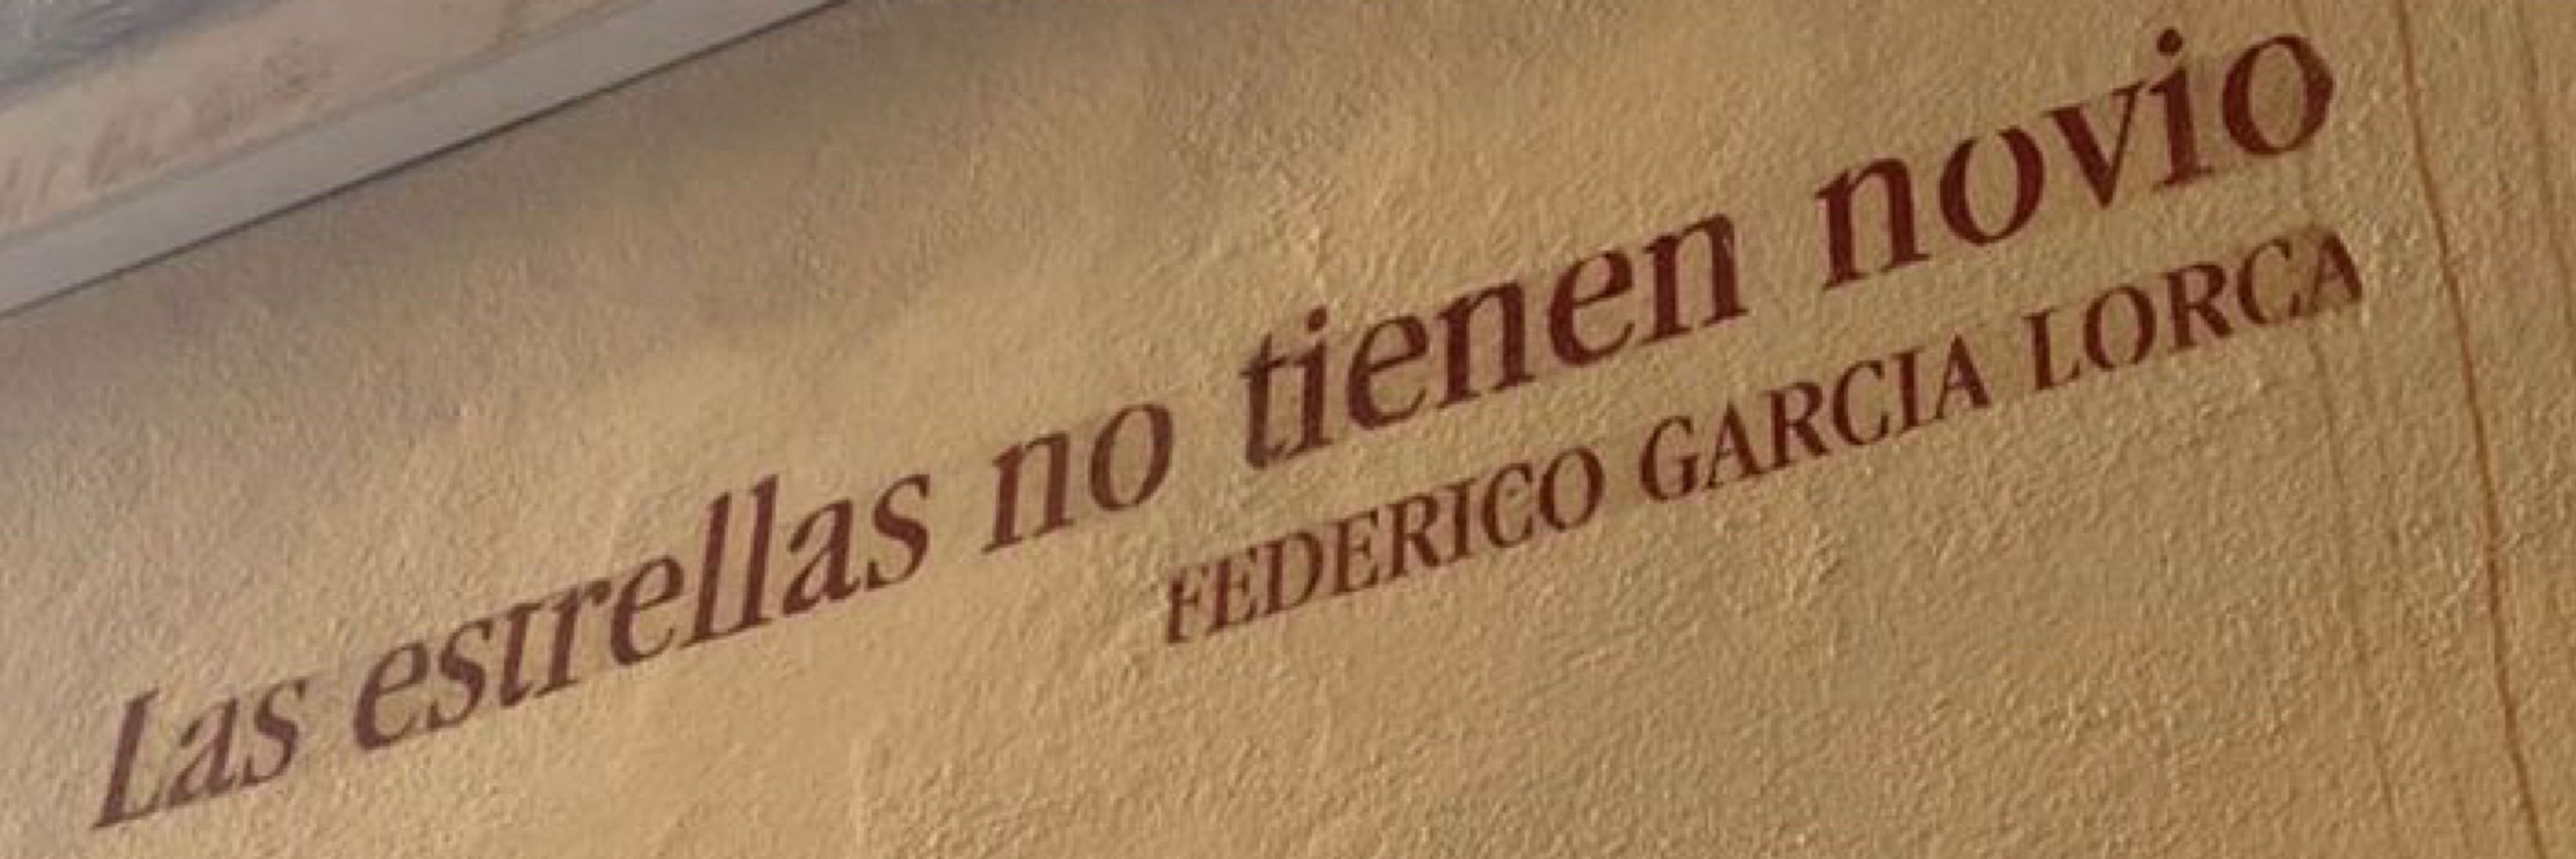 Las estrellas no tienen novio
FEDERICO GARCIA LORCA